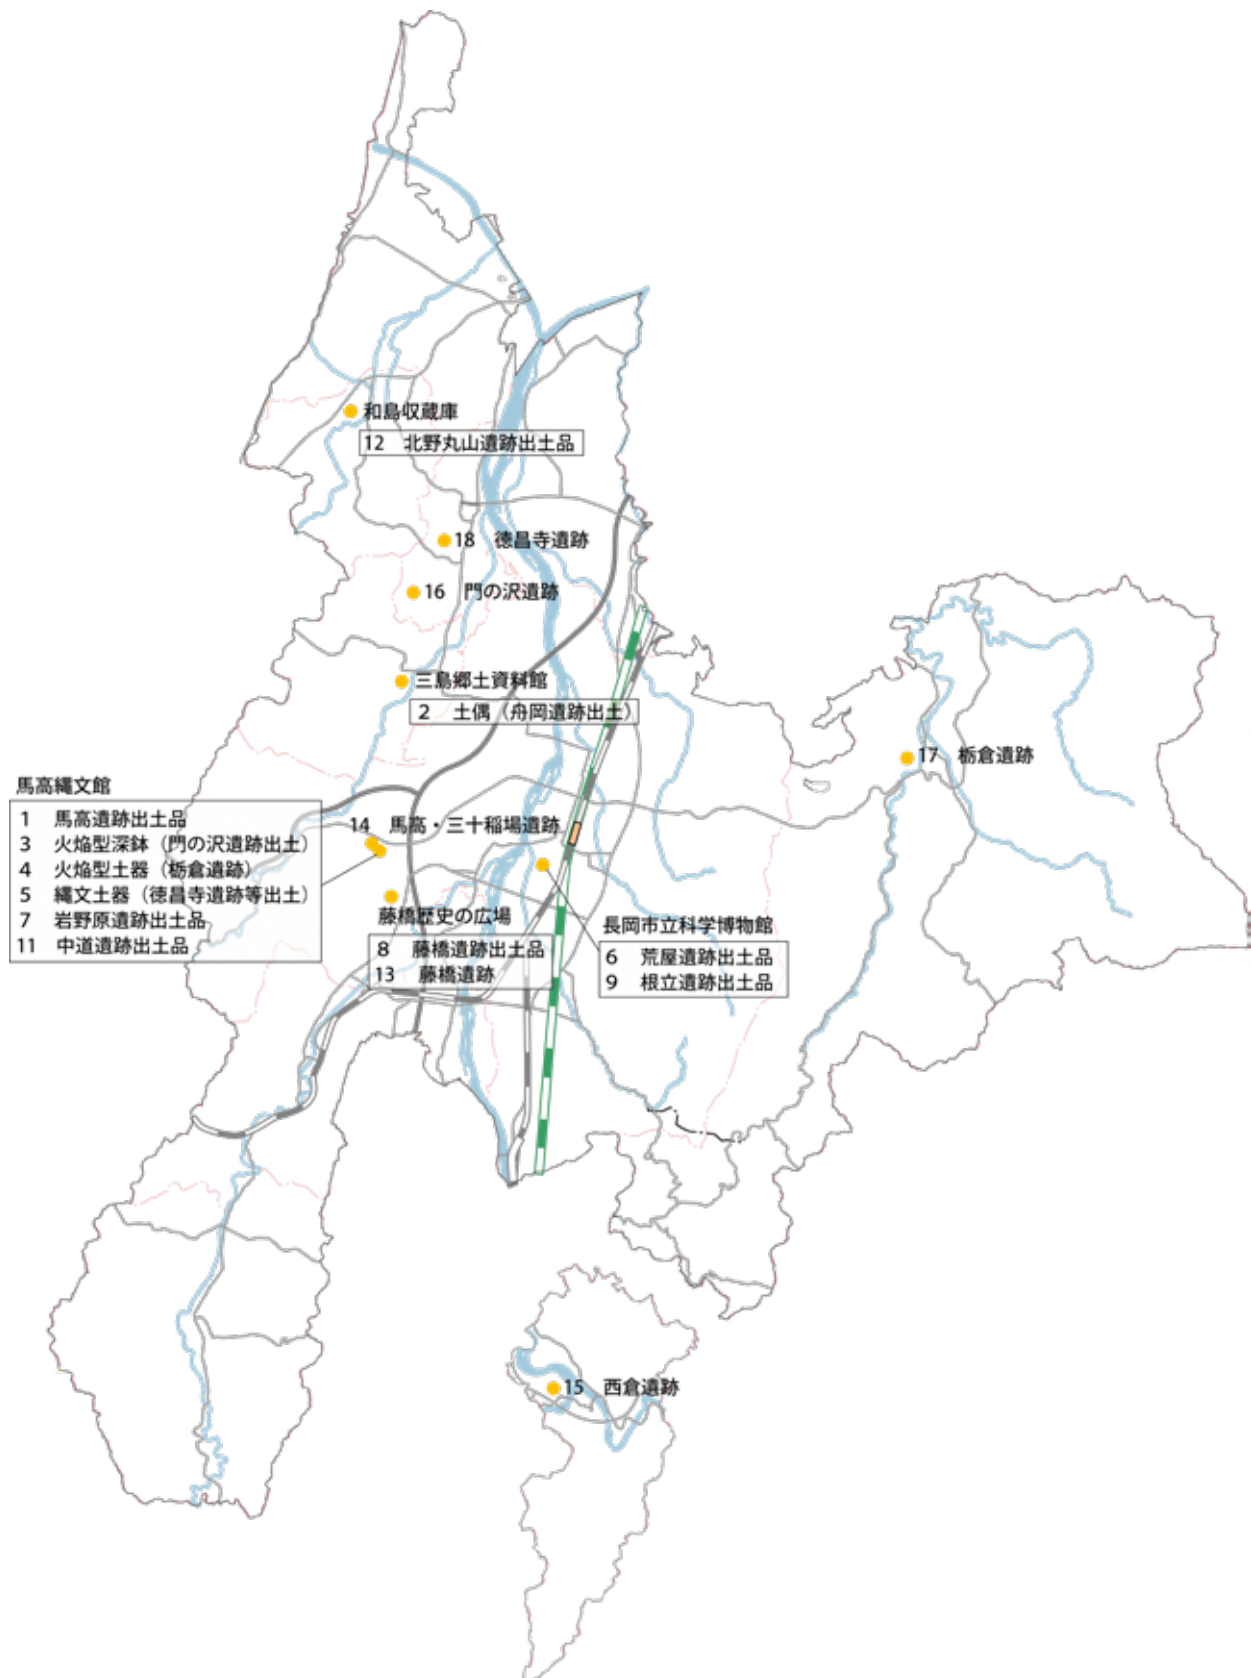 和島収蔵庫
12 北野丸山遺跡出土品
18 徳昌寺遺跡
16 門の沢遺跡
三島郷土資料館
2 土偶（舟岡遺跡出土）
17 栃倉遺跡
馬高縄文館
1 馬高遺跡出土品
3 火焔型深鉢（門の沢遺跡出土）
4 火焔型土器（栃倉遺跡）
5 縄文土器（徳昌寺遺跡等出土）
7 岩野原遺跡出土品
11 中道遺跡出土品
14 馬高・三十稲場遺跡
藤橋歴史の広場
8 藤橋遺跡出土品
13 藤橋遺跡
長岡市立科学博物館
6 荒屋遺跡出土品
9 根立遺跡出土品
15 西倉遺跡